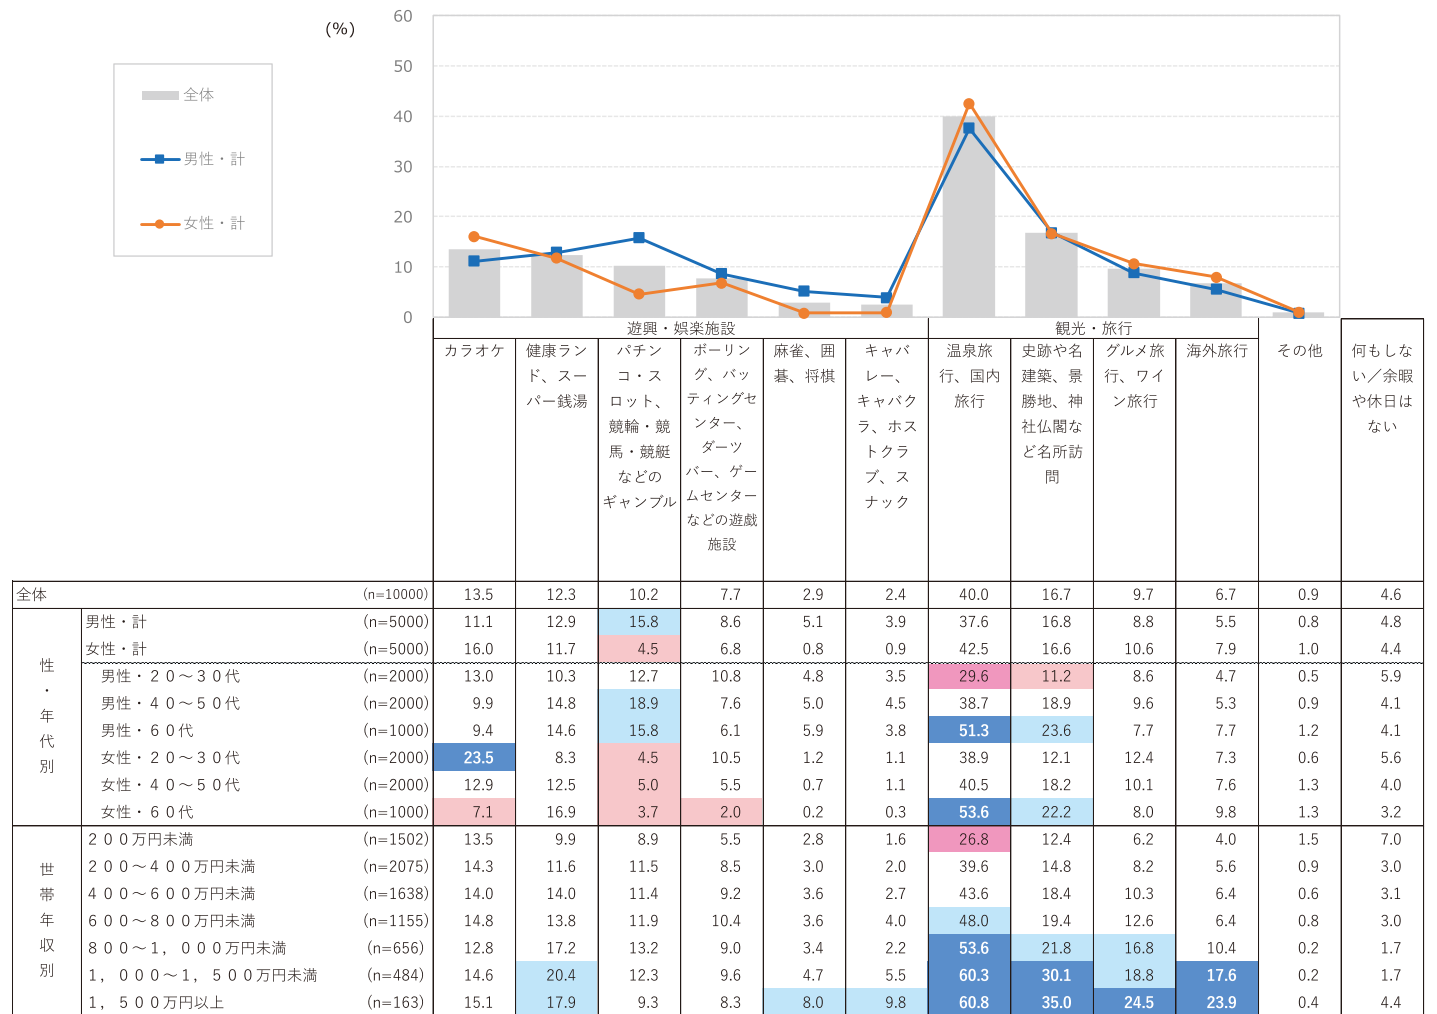 (%)
60
50
40
30
20
10
0
全体
男性・計
女性・計
遊興・娯楽施設
観光・旅行
カラオケ
健康ラン
ド、スー
パー銭湯
パチン
コ・ス
ロット、
競輪・競
馬・競艇
などの
ギャンブル
ボーリン
グ、バッ
ティングセ
ンター、
ダーツ
バー、ゲー
ムセンター
などの遊戯
施設
麻雀、囲
碁、将棋
キャバ
レー、
キャバク
ラ、ホス
トクラ
ブ、ス
ナック
温泉旅
行、国内
旅行
史跡や名
建築、景
勝地、神
社仏閣な
ど名所訪
問
グルメ旅
行、ワイ
ン旅行
海外旅行
その他
何もしな
い／余暇
や休日は
ない
全体 (n=10000) 13.5 12.3 10.2 7.7 2.9 2.4 40.0 16.7 9.7 6.7 0.9 4.6
性・年代別
男性・計 (n=5000) 11.1 12.9 15.8 8.6 5.1 3.9 37.6 16.8 8.8 5.5 0.8 4.8
女性・計 (n=5000) 16.0 11.7 4.5 6.8 0.8 0.9 42.5 16.6 10.6 7.9 1.0 4.4
男性・２０～３０代 (n=2000) 13.0 10.3 12.7 10.8 4.8 3.5 29.6 11.2 8.6 4.7 0.5 5.9
男性・４０～５０代 (n=2000) 9.9 14.8 18.9 7.6 5.0 4.5 38.7 18.9 9.6 5.3 0.9 4.1
男性・６０代 (n=1000) 9.4 14.6 15.8 6.1 5.9 3.8 51.3 23.6 7.7 7.7 1.2 4.1
女性・２０～３０代 (n=2000) 23.5 8.3 4.5 10.5 1.2 1.1 38.9 12.1 12.4 7.3 0.6 5.6
女性・４０～５０代 (n=2000) 12.9 12.5 5.0 5.5 0.7 1.1 40.5 18.2 10.1 7.6 1.3 4.0
女性・６０代 (n=1000) 7.1 16.9 3.7 2.0 0.2 0.3 53.6 22.2 8.0 9.8 1.3 3.2
世帯年収別
２００万円未満 (n=1502) 13.5 9.9 8.9 5.5 2.8 1.6 26.8 12.4 6.2 4.0 1.5 7.0
２００～４００万円未満 (n=2075) 14.3 11.6 11.5 8.5 3.0 2.0 39.6 14.8 8.2 5.6 0.9 3.0
４００～６００万円未満 (n=1638) 14.0 14.0 11.4 9.2 3.6 2.7 43.6 18.4 10.3 6.4 0.6 3.1
６００～８００万円未満 (n=1155) 14.8 13.8 11.9 10.4 3.6 4.0 48.0 19.4 12.6 6.4 0.8 3.0
８００～１，０００万円未満 (n=656) 12.8 17.2 13.2 9.0 3.4 2.2 53.6 21.8 16.8 10.4 0.2 1.7
１，０００～１，５００万円未満 (n=484) 14.6 20.4 12.3 9.6 4.7 5.5 60.3 30.1 18.8 17.6 0.2 1.7
１，５００万円以上 (n=163) 15.1 17.9 9.3 8.3 8.0 9.8 60.8 35.0 24.5 23.9 0.4 4.4